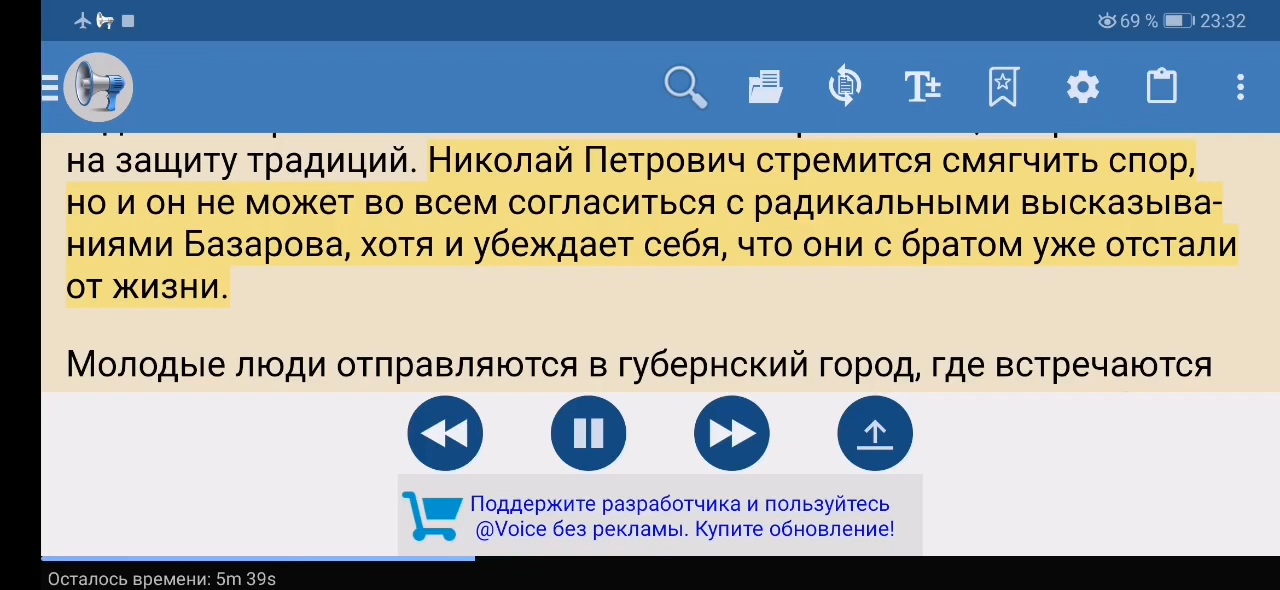 69 % 23:32
T±
на защиту традиций. Николай Петрович стремится смягчить спор,
но и он не может во всем согласиться с радикальными высказыва-
ниями Базарова, хотя и убеждает себя, что они с братом уже отстали
от жизни.
Молодые люди отправляются в губернский город, где встречаются
Поддержите разработчика и пользуйтесь
@Voice без рекламы. Купите обновление!
Осталось времени: 5m 39s